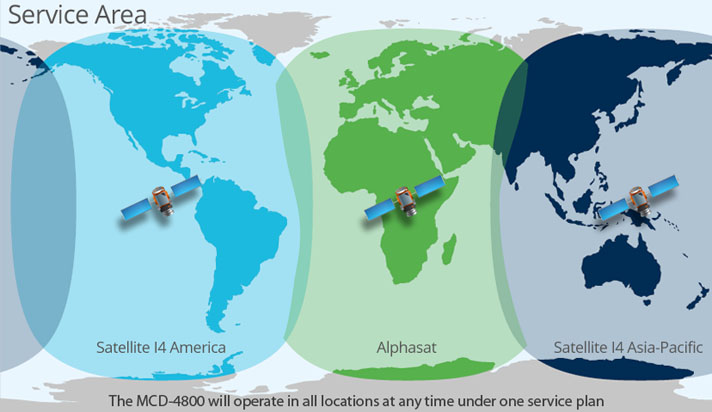 Service Area
Satellite I4 America
Alphasat
Satellite I4 Asia-Pacific
The MCD-4800 will operate in all locations at any time under one service plan